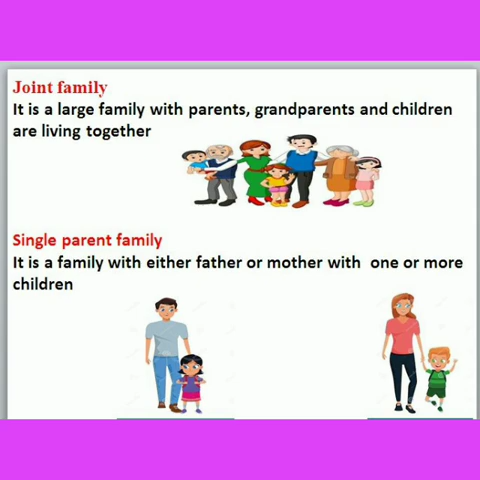 Joint family
It is a large family with parents, grandparents and children
are living together
Single parent family
It is a family with either father or mother with one or more
children